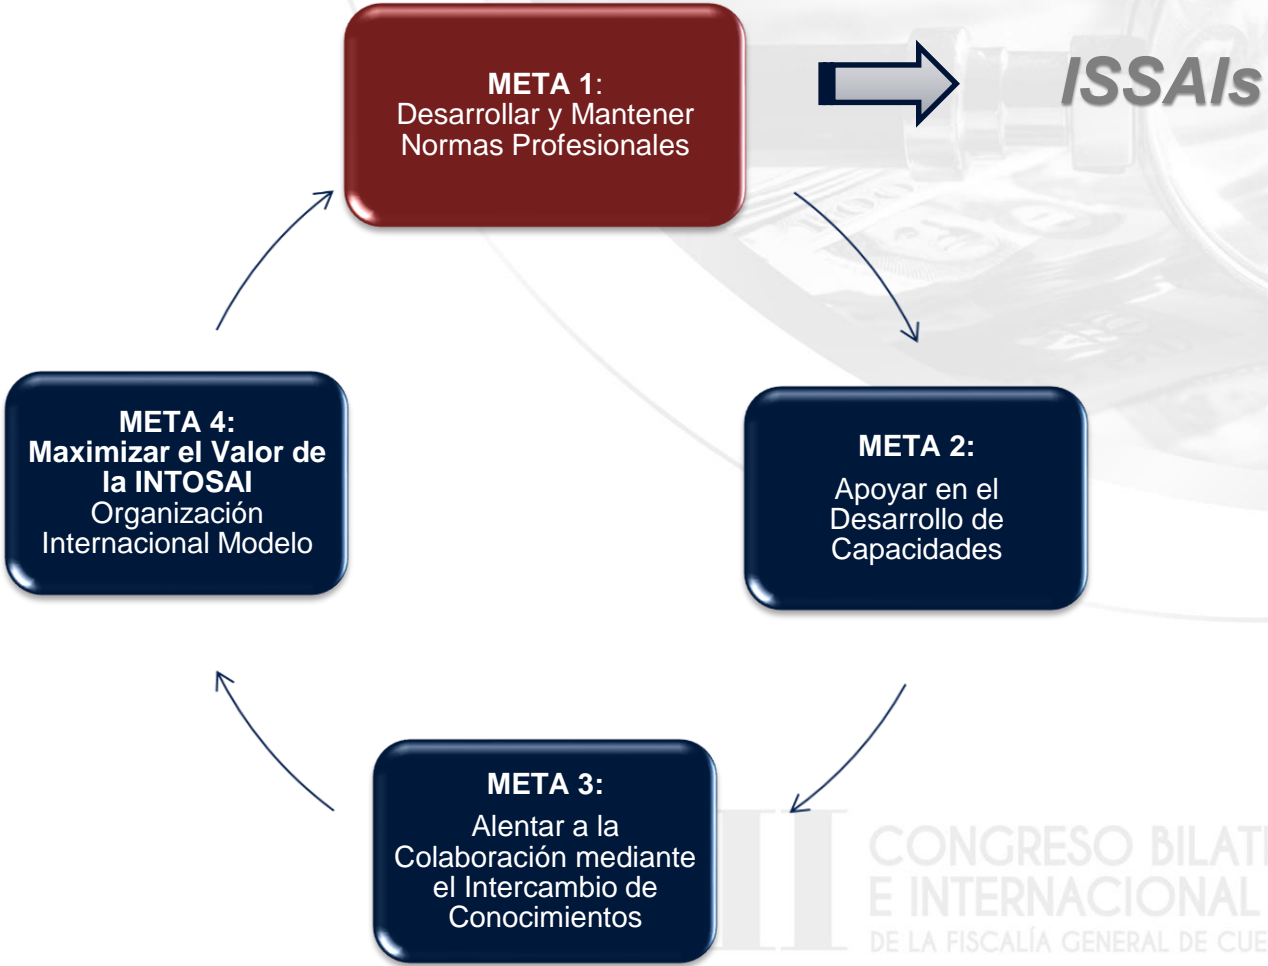 META 1:
Desarrollar y Mantener
Normas Profesionales
ISSAIs
META 4:
Maximizar el Valor de
la INTOSAI
Organización
Internacional Modelo
META 2:
Apoyar en el
Desarrollo de
Capacidades
META 3:
Alentar a la
Colaboración mediante
el Intercambio de
Conocimientos
II
CONGRESO
E INTERNACIONAL
DE LA FISCALÍA GENERAL DE